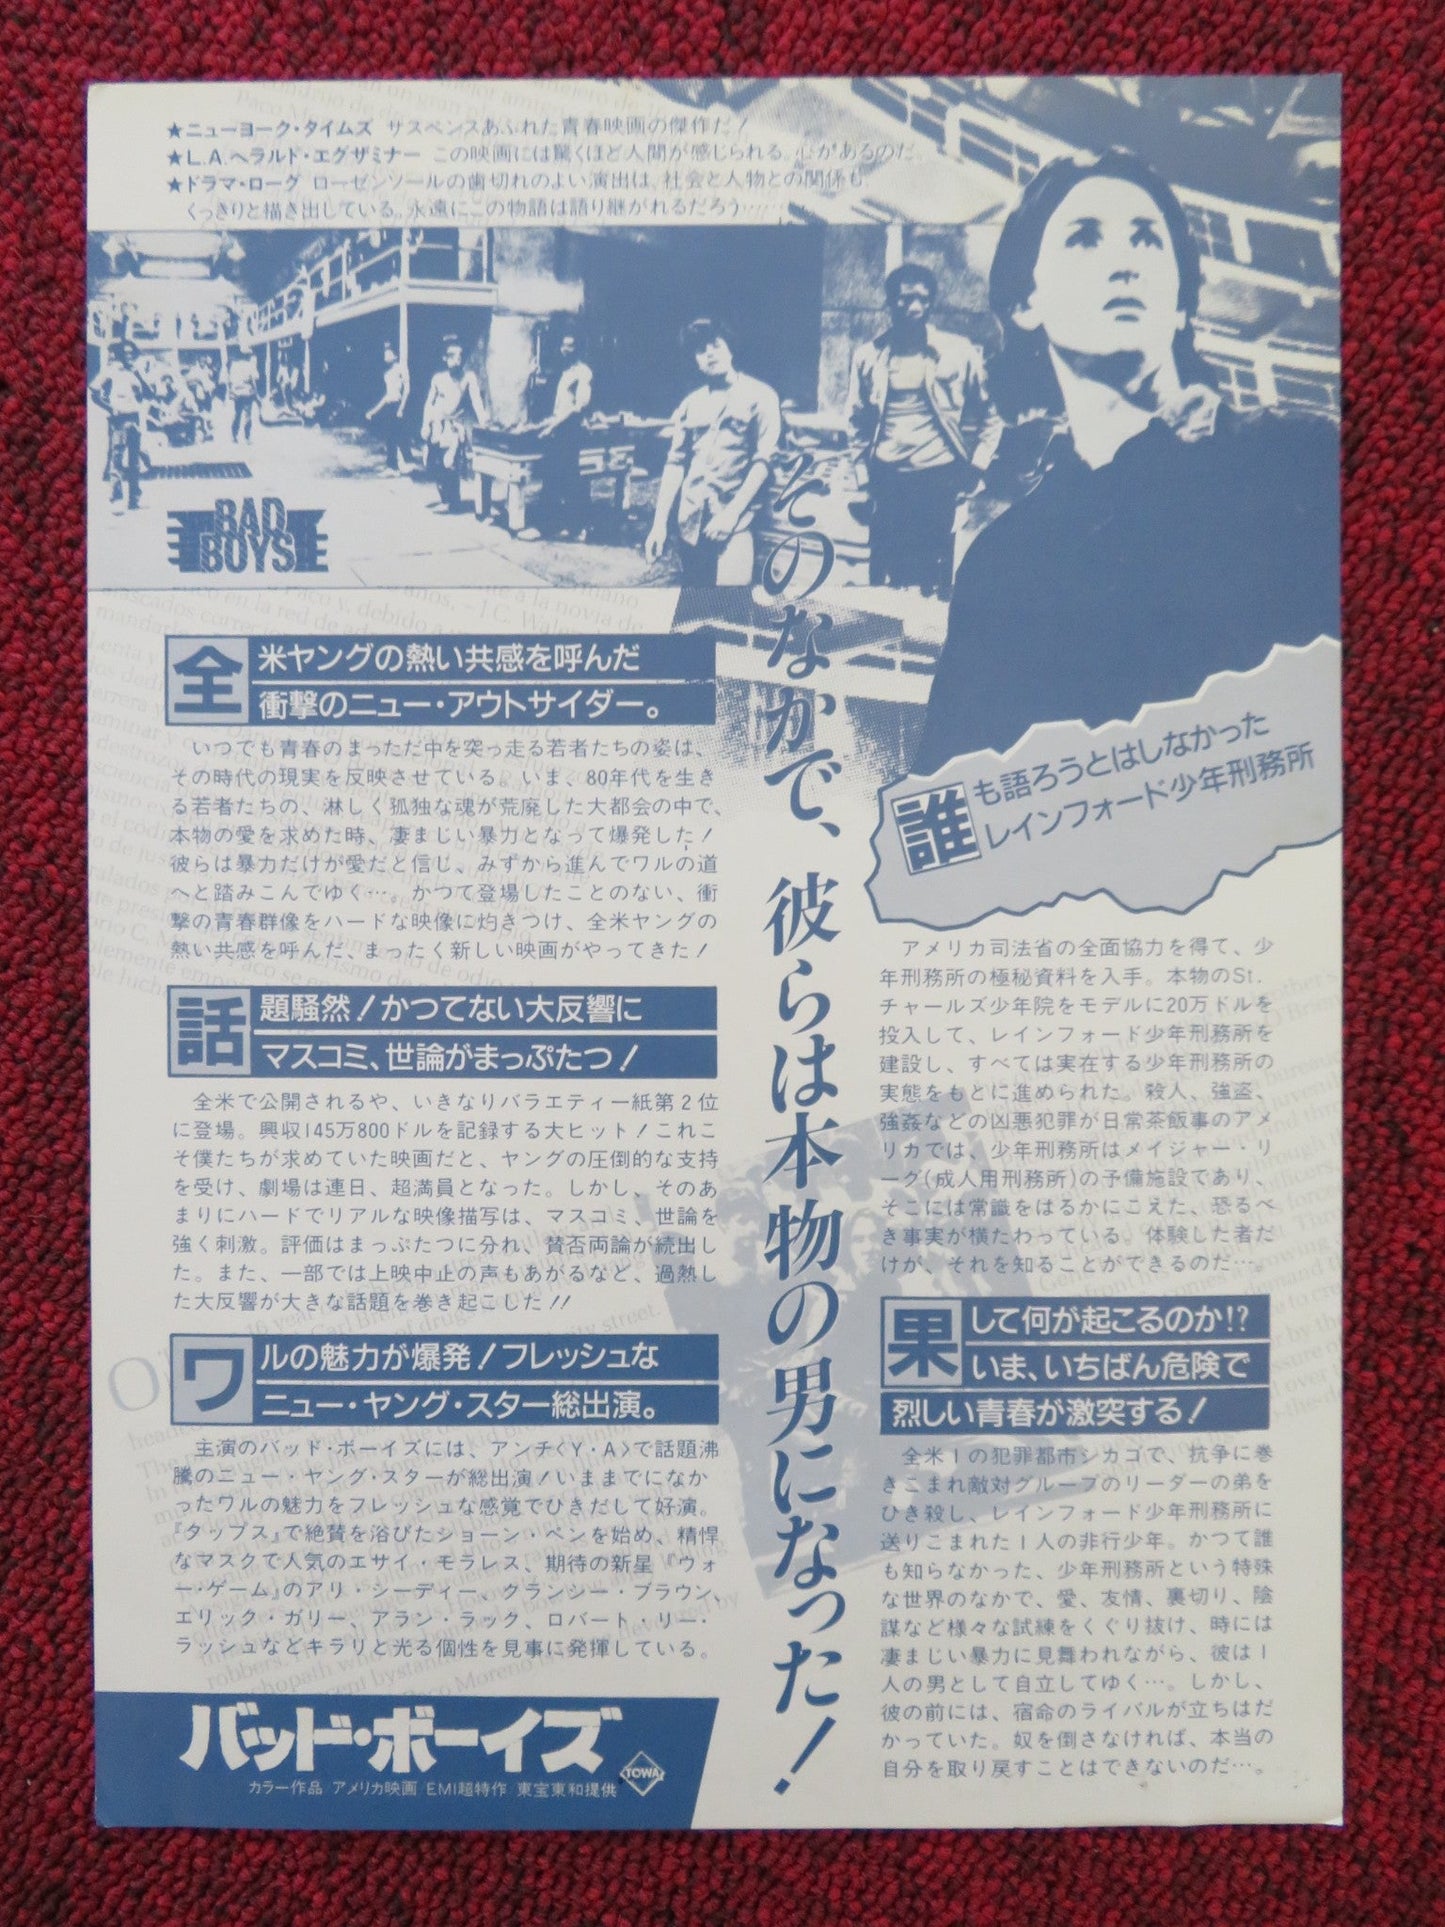 ★ニューヨーク・タイムズ サスペンスあふれた青春映画の傑作だ！
★L.A.ヘラルド・エグザミナー この映画には驚くほど人間が感じられる。心があるのだ。
★ドラマ・ローグ ローゼンソールの歯切れのよい演出は、社会と人物との関係も、
くっきりと描き出している。永遠にこの物語は語り継がれるだろう……
BAD
BOYS
そのなかで、彼らは本物の男になった！
全米ヤングの熱い共感を呼んだ
衝撃のニュー・アウトサイダー。
いつでも青春のまっただ中を突っ走る若者たちの姿は、
その時代の現実を反映させている。いま、80年代を生き
る若者たちの、淋しく孤独な魂が荒廃した大都会の中で、
本物の愛を求めた時、凄まじい暴力となって爆発した！
彼らは暴力だけが愛だと信じ、みずから進んでワルの道
へと踏みこんでゆく…。かつて登場したことのない、衝
撃の青春群像をハードな映像に灼きつけ、全米ヤングの
熱い共感を呼んだ、まったく新しい映画がやってきた！
話題騒然！かつてない大反響に
マスコミ、世論がまっぷたつ！
全米で公開されるや、いきなりバラエティー紙第2位
に登場。興収145万800ドルを記録する大ヒット！これこ
そ僕たちが求めていた映画だと、ヤングの圧倒的な支持
を受け、劇場は連日、超満員となった。しかし、そのあ
まりにハードでリアルな映像描写は、マスコミ、世論を
強く刺激。評価はまっぷたつに分れ、賛否両論が続出し
た。また、一部では上映中止の声もあがるなど、過熱し
た大反響が大きな話題を巻き起こした！！
ワルの魅力が爆発！フレッシュな
ニュー・ヤング・スター総出演。
主演のバッド・ボーイズには、アンチ〈Y・A〉で話題沸
騰のニュー・ヤング・スターが総出演！いままでになか
ったワルの魅力をフレッシュな感覚でひきだして好演。
『タップス』で絶賛を浴びたショーン・ペンを始め、精悍
なマスクで人気のエサイ・モラレス、期待の新星『ウォ
ー・ゲーム』のアリ・シーディー、クランシー・ブラウン、
エリック・ガリー、アラン・ラック、ロバート・リー・
ラッシュなどキラリと光る個性を見事に発揮している。
誰も語ろうとはしなかった
レインフォード少年刑務所
アメリカ司法省の全面協力を得て、少
年刑務所の極秘資料を入手。本物のSt.
チャールズ少年院をモデルに20万ドルを
投入して、レインフォード少年刑務所を
建設し、すべては実在する少年刑務所の
実態をもとに進められた。殺人、強盗、
強姦などの凶悪犯罪が日常茶飯事のアメ
リカでは、少年刑務所はメイジャー・リ
ーグ(成人用刑務所)の予備施設であり、
そこには常識をはるかにこえた、恐るべ
き事実が横たわっている。体験した者だ
けが、それを知ることができるのだ…。
果して何が起こるのか!?
いま、いちばん危険で
烈しい青春が激突する！
全米1の犯罪都市シカゴで、抗争に巻
きこまれ敵対グループのリーダーの弟を
ひき殺し、レインフォード少年刑務所に
送りこまれた1人の非行少年。かつて誰
も知らなかった、少年刑務所という特殊
な世界のなかで、愛、友情、裏切り、陰
謀など様々な試練をくぐり抜け、時には
凄まじい暴力に見舞われながら、彼は1
人の男として自立してゆく…。しかし、
彼の前には、宿命のライバルが立ちはだ
かっていた。奴を倒さなければ、本当の
自分を取り戻すことはできないのだ…。
バッド・ボーイズ
カラー作品／アメリカ映画／EMI超特作／東宝東和提供
TOWA